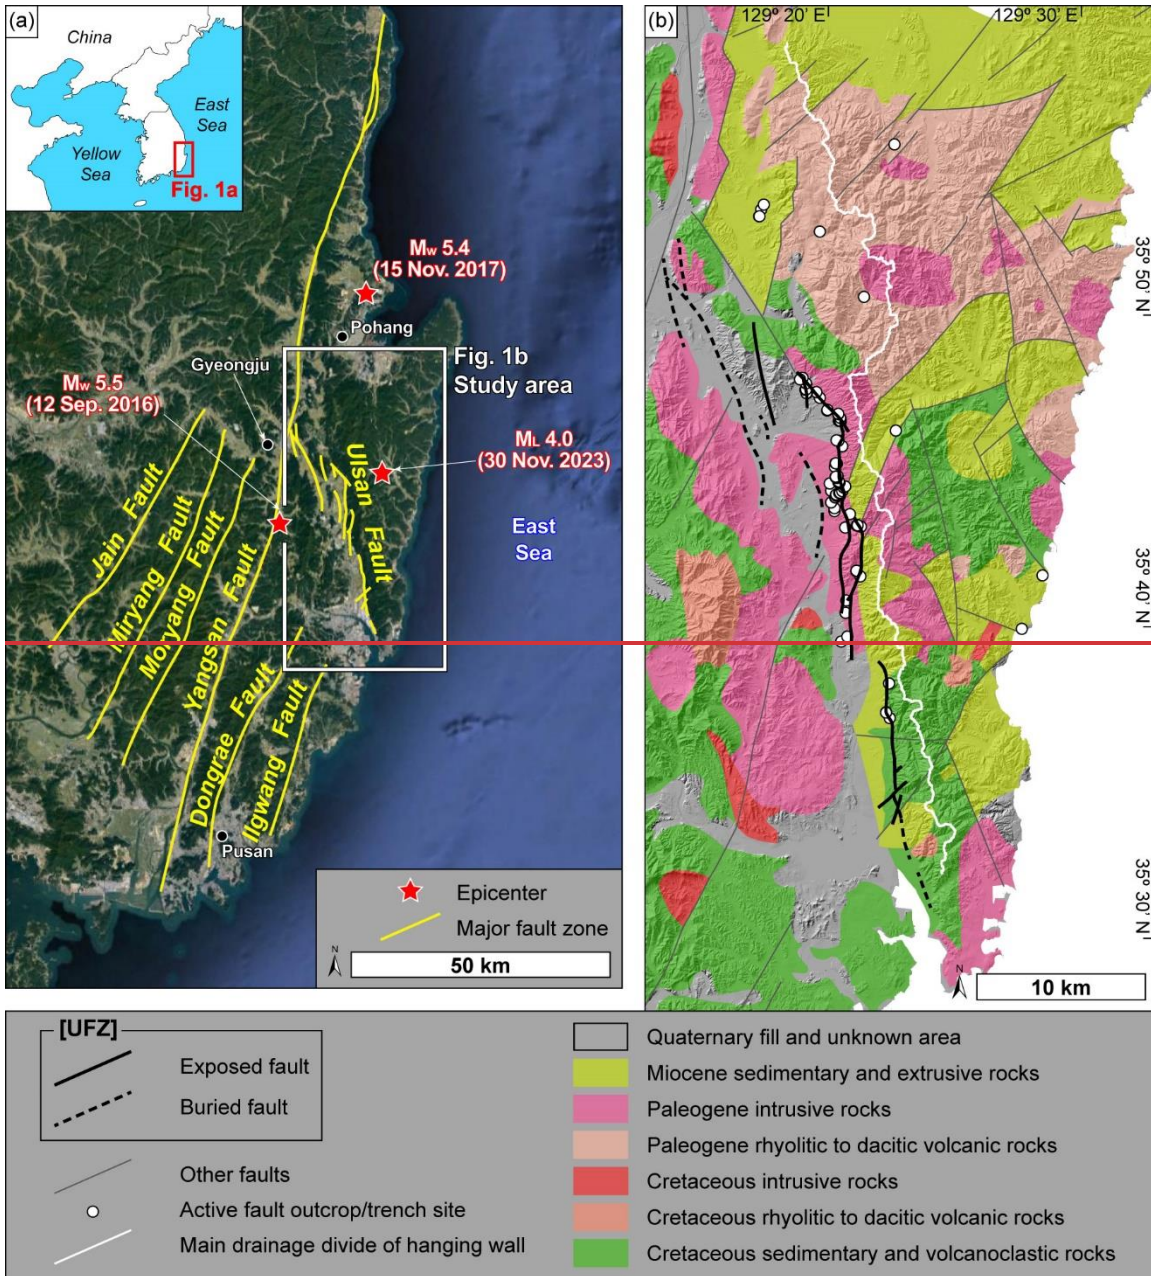 (a)
China
East
Sea
Yellow
Sea
Fig. 1a
Mw 5.4
(15 Nov. 2017)
Pohang
Gyeongju
Fig. 1b
Study area
Mw 5.5
(12 Sep. 2016)
ML 4.0
(30 Nov. 2023)
Ulsan Fault
East
Sea
Jain Fault
Miryang Fault
Moryang Fault
Yangsan Fault
Dongrae Fault
Ilgwang Fault
Pusan
Epicenter
Major fault zone
N
50 km
(b)
129° 20' E
129° 30' E
35° 50' N
35° 40' N
35° 30' N
N
10 km
[UFZ]
Exposed fault
Buried fault
Other faults
Active fault outcrop/trench site
Main drainage divide of hanging wall
Quaternary fill and unknown area
Miocene sedimentary and extrusive rocks
Paleogene intrusive rocks
Paleogene rhyolitic to dacitic volcanic rocks
Cretaceous intrusive rocks
Cretaceous rhyolitic to dacitic volcanic rocks
Cretaceous sedimentary and volcanoclastic rocks